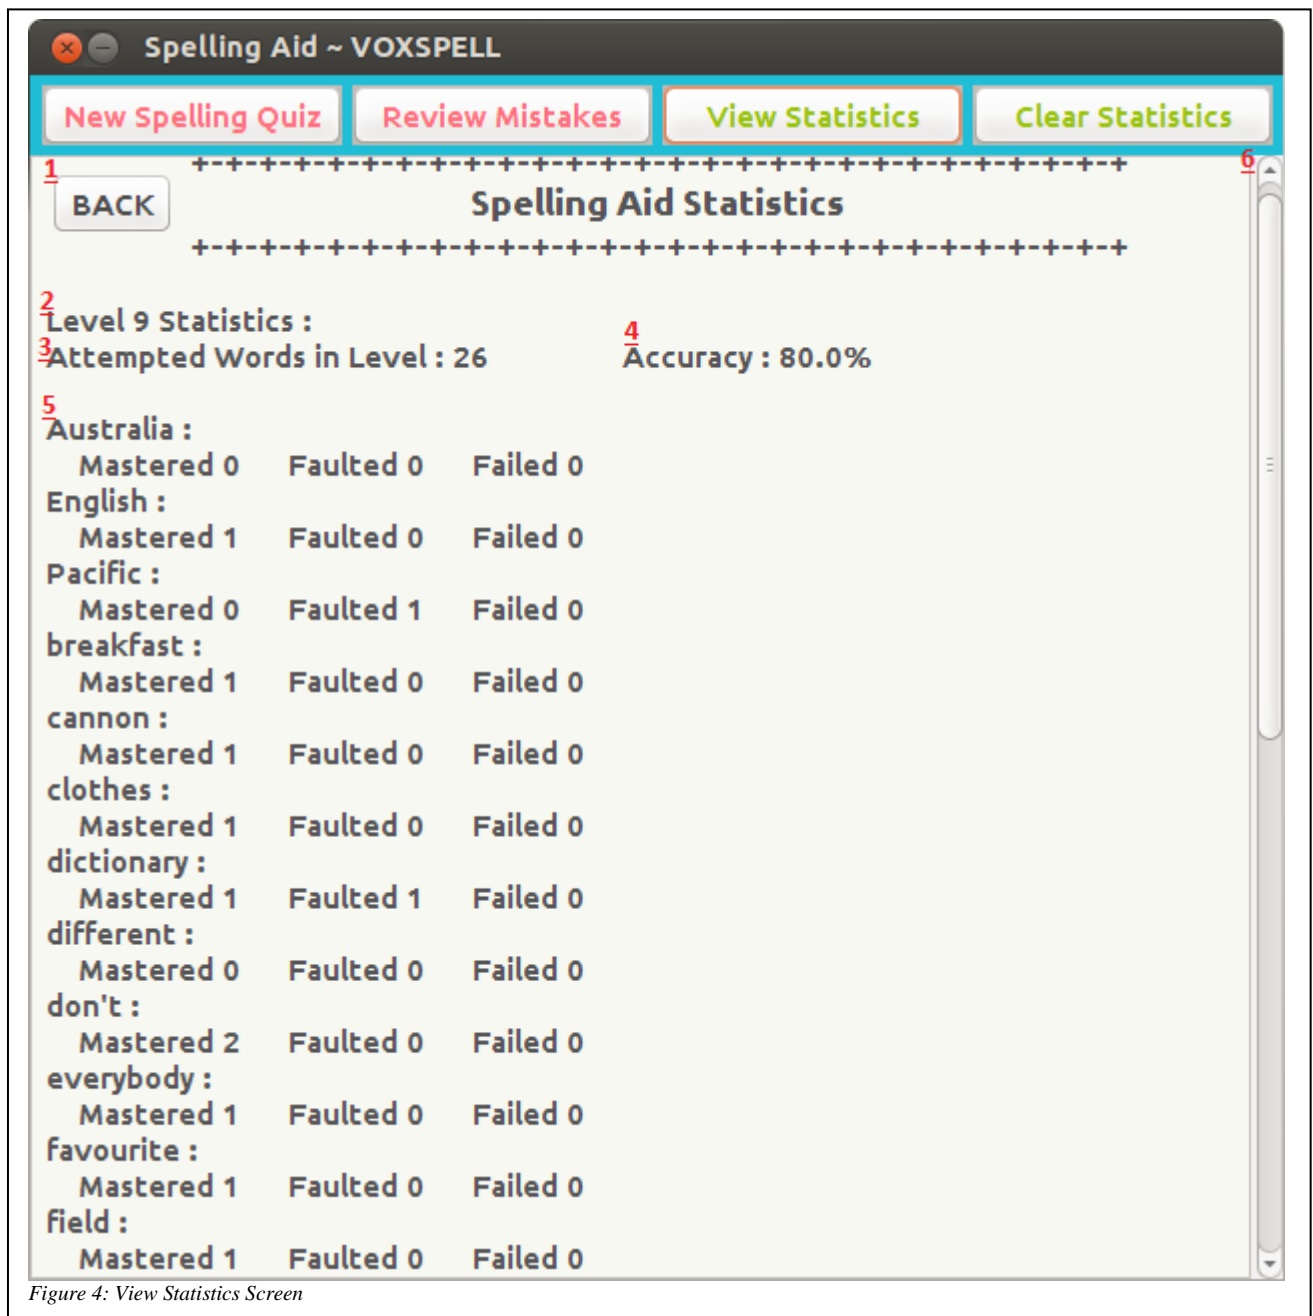 Spelling Aid ~ VOXSPELL
New Spelling Quiz Review Mistakes View Statistics Clear Statistics
1 6
+-+-+-+-+-+-+-+-+-+-+-+-+-+-+-+-+-+-+-+-+-+-+-+-+-+-+-+
BACK Spelling Aid Statistics
+-+-+-+-+-+-+-+-+-+-+-+-+-+-+-+-+-+-+-+-+-+-+-+-+-+-+-+
2
Level 9 Statistics :
3 4
Attempted Words in Level : 26 Accuracy : 80.0%
5
Australia :
Mastered 0 Faulted 0 Failed 0
English :
Mastered 1 Faulted 0 Failed 0
Pacific :
Mastered 0 Faulted 1 Failed 0
breakfast :
Mastered 1 Faulted 0 Failed 0
cannon :
Mastered 1 Faulted 0 Failed 0
clothes :
Mastered 1 Faulted 0 Failed 0
dictionary :
Mastered 1 Faulted 1 Failed 0
different :
Mastered 0 Faulted 0 Failed 0
don't :
Mastered 2 Faulted 0 Failed 0
everybody :
Mastered 1 Faulted 0 Failed 0
favourite :
Mastered 1 Faulted 0 Failed 0
field :
Mastered 1 Faulted 0 Failed 0
Figure 4: View Statistics Screen